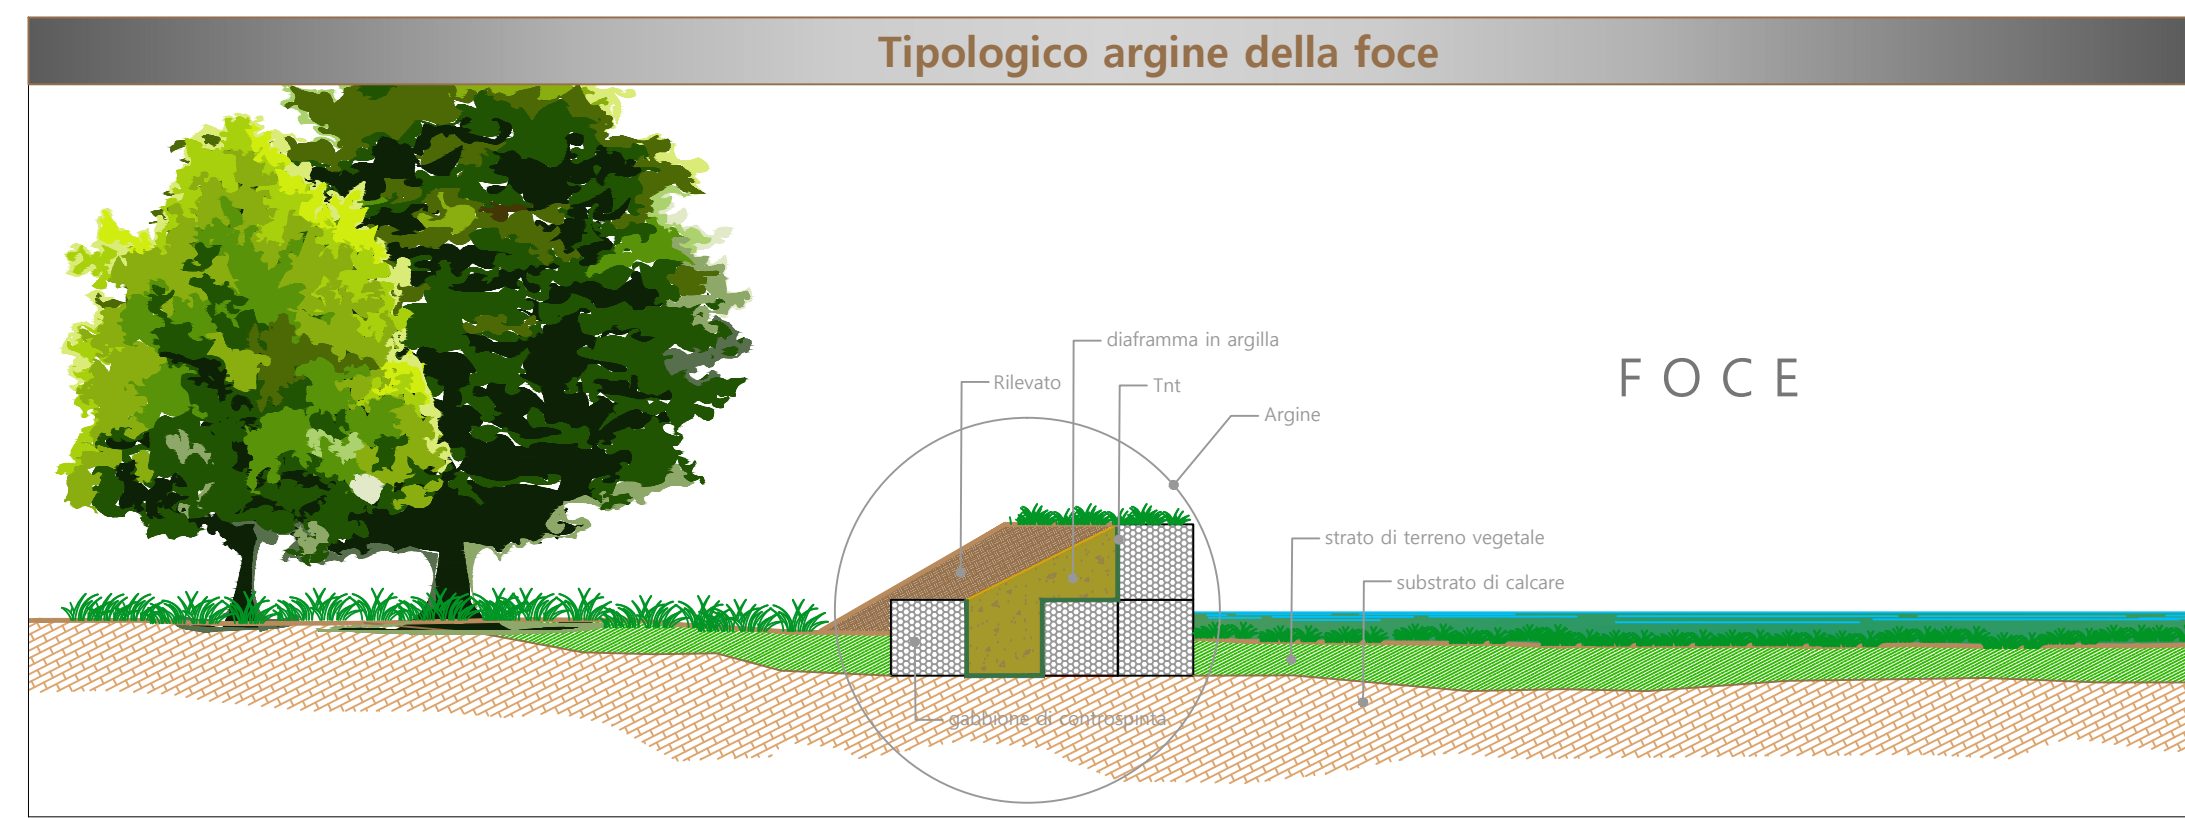 Tipologico argine della foce
diaframma in argilla
Rilevato
Tnt
Argine
FOCE
strato di terreno vegetale
substrato di calcare
gabbione di controspinta